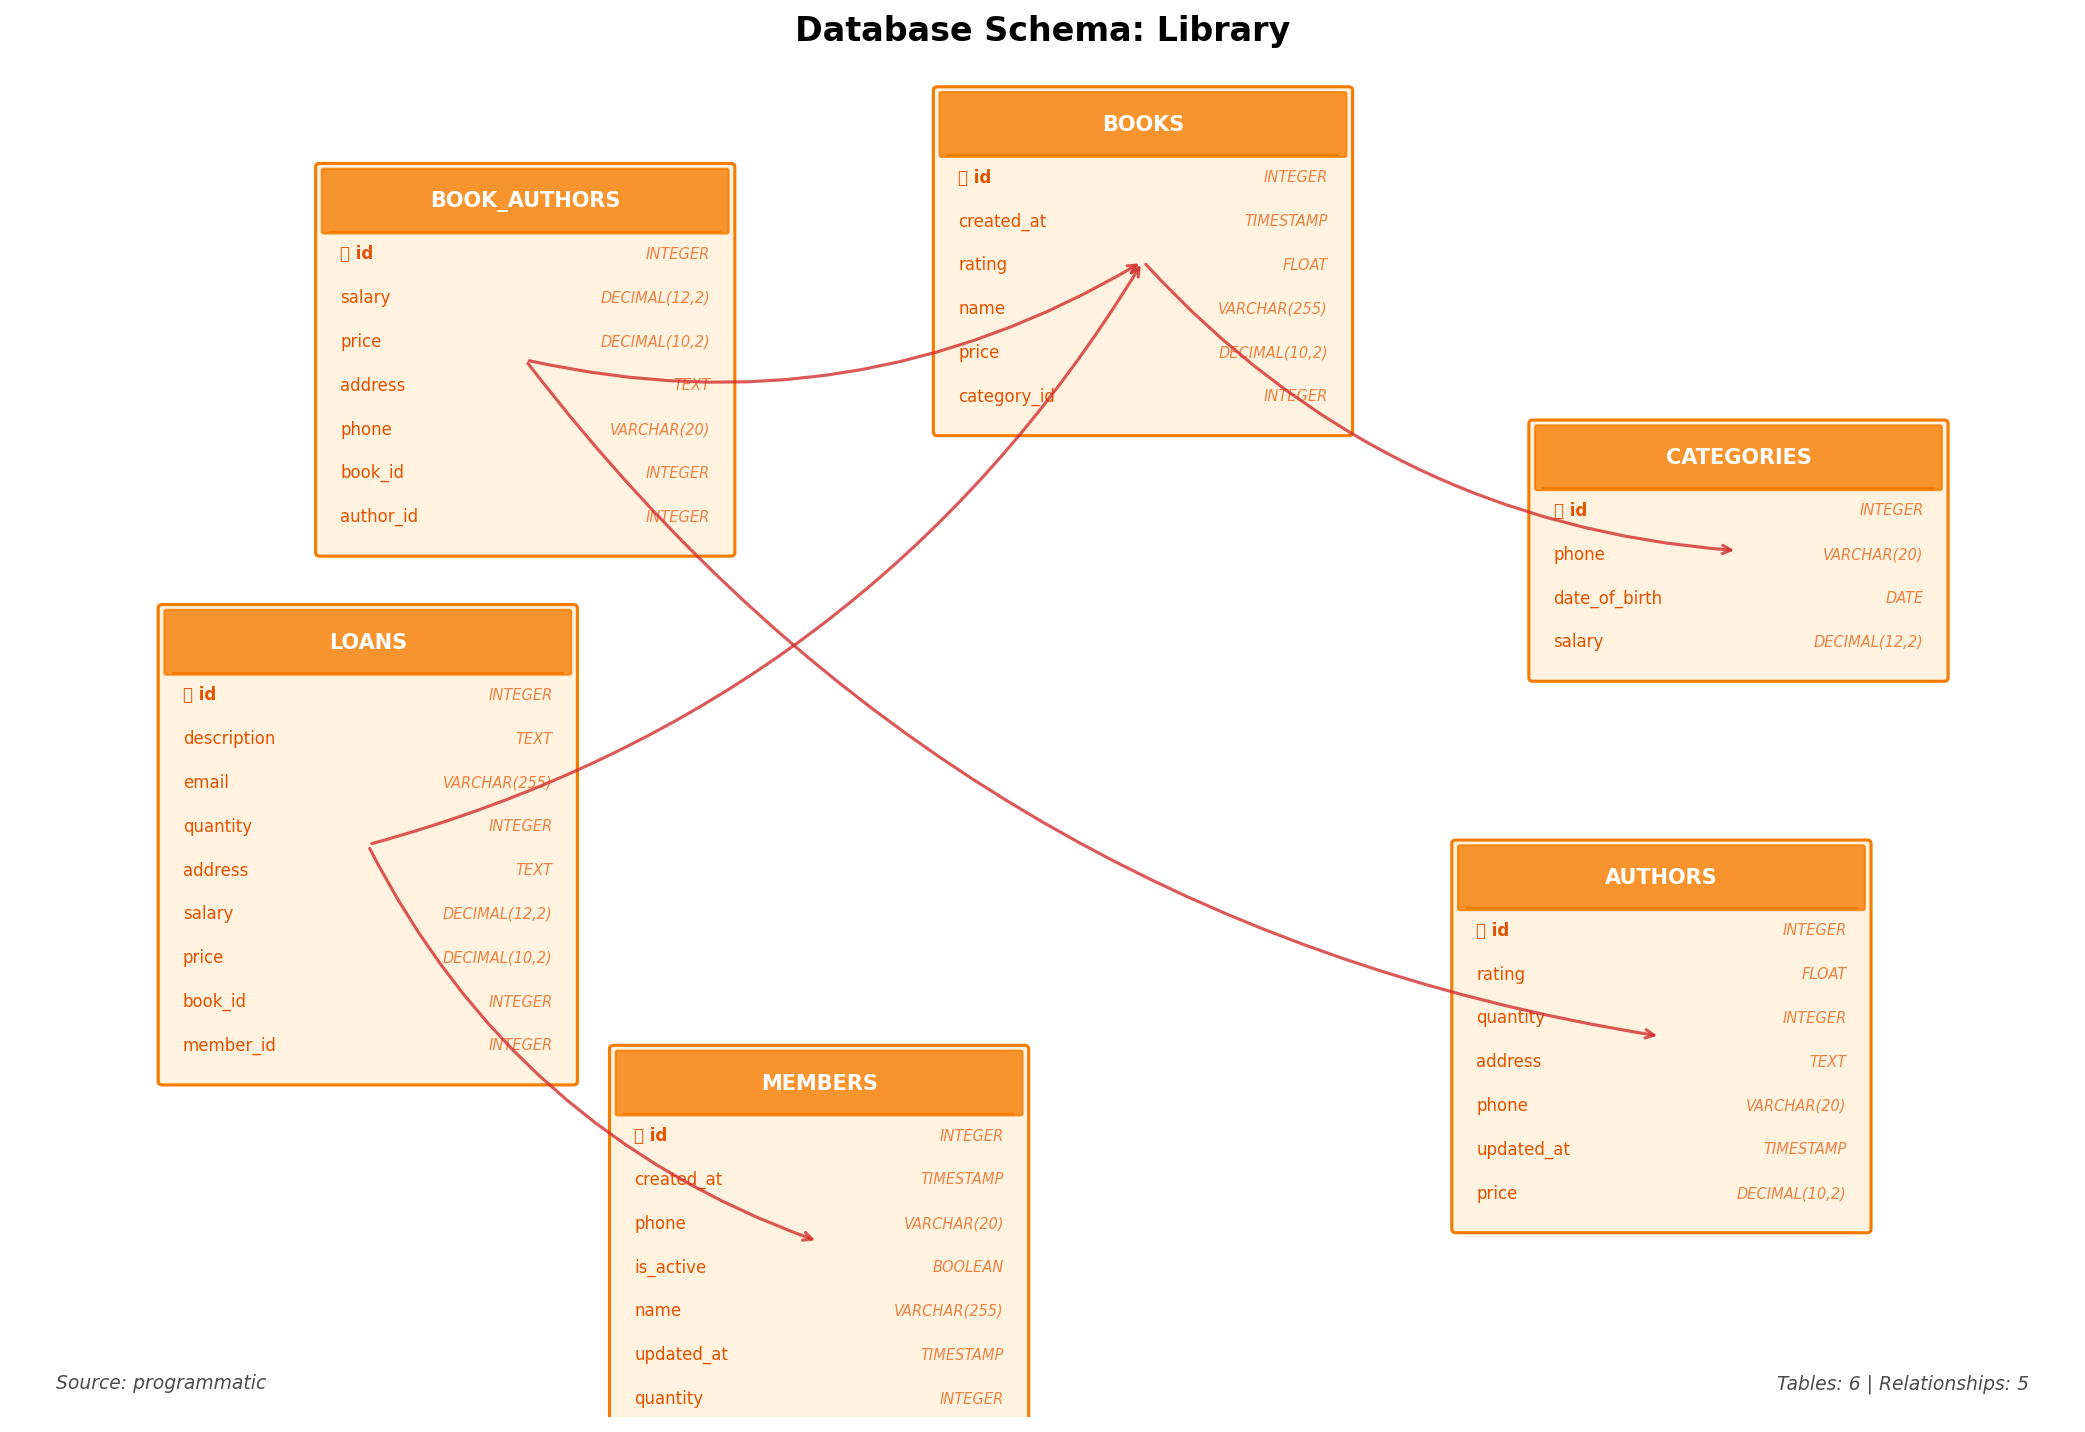 Database Schema: Library
BOOKS
id INTEGER
created_at TIMESTAMP
rating FLOAT
name VARCHAR(255)
price DECIMAL(10,2)
category_id INTEGER
BOOK_AUTHORS
id INTEGER
salary DECIMAL(12,2)
price DECIMAL(10,2)
address TEXT
phone VARCHAR(20)
book_id INTEGER
author_id INTEGER
CATEGORIES
id INTEGER
phone VARCHAR(20)
date_of_birth DATE
salary DECIMAL(12,2)
LOANS
id INTEGER
description TEXT
email VARCHAR(255)
quantity INTEGER
address TEXT
salary DECIMAL(12,2)
price DECIMAL(10,2)
book_id INTEGER
member_id INTEGER
AUTHORS
id INTEGER
rating FLOAT
quantity INTEGER
address TEXT
phone VARCHAR(20)
updated_at TIMESTAMP
price DECIMAL(10,2)
MEMBERS
id INTEGER
created_at TIMESTAMP
phone VARCHAR(20)
is_active BOOLEAN
name VARCHAR(255)
updated_at TIMESTAMP
quantity INTEGER
Source: programmatic
Tables: 6 | Relationships: 5